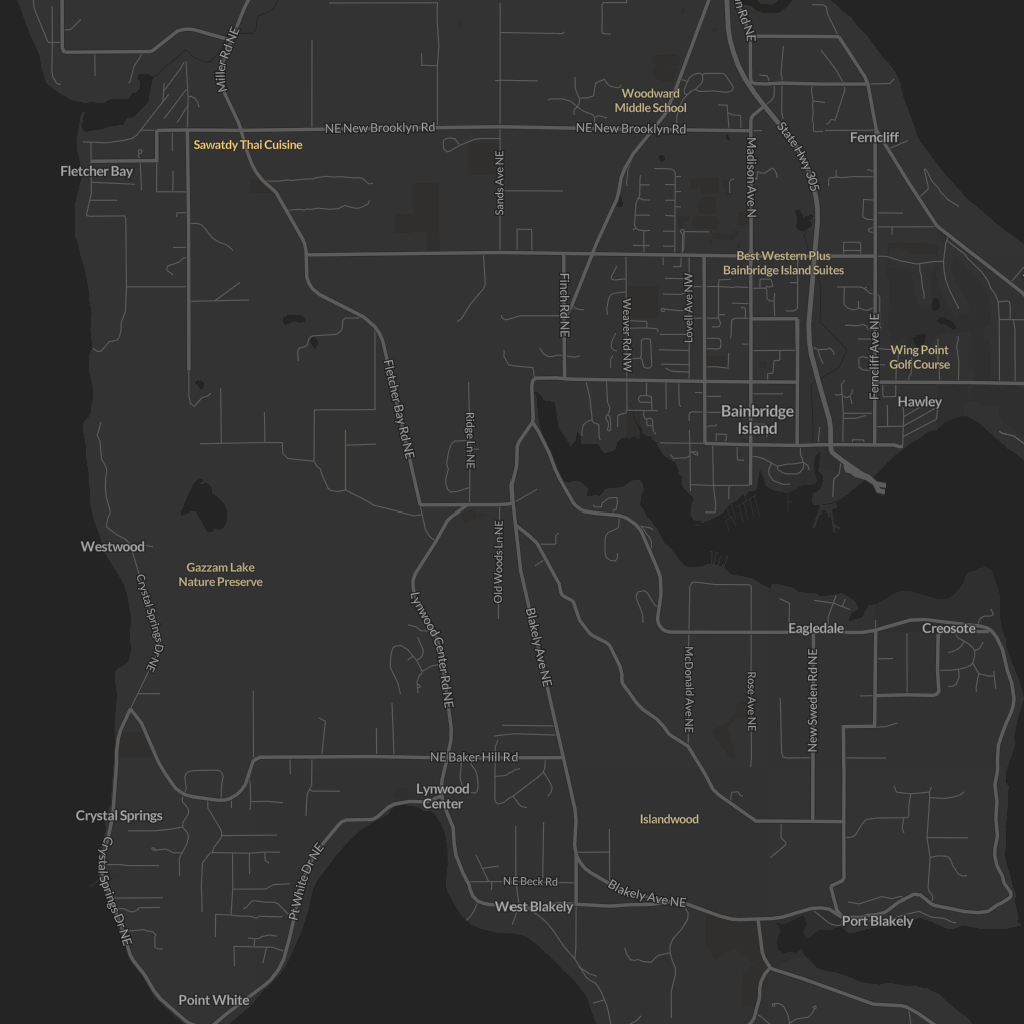 n Rd NE
Miller Rd NE
Woodward
Middle School
NE New Brooklyn Rd
NE New Brooklyn Rd
State Hwy 305
Ferncliff
Sawatdy Thai Cuisine
Fletcher Bay
Sands Ave NE
Madison Ave N
Best Western Plus
Bainbridge Island Suites
Finch Rd NE
Weaver Rd NW
Lovell Ave NW
Ferncliff Ave NE
Wing Point
Golf Course
Fletcher Bay Rd NE
Hawley
Bainbridge
Island
Ridge Ln NE
Westwood
Old Woods Ln NE
Gazzam Lake
Nature Preserve
Crystal Springs Dr NE
Lynwood Center Rd NE
Blakely Ave NE
Eagledale
Creosote
McDonald Ave NE
Rose Ave NE
New Sweden Rd NE
NE Baker Hill Rd
Lynwood
Center
Crystal Springs
Islandwood
Crystal Springs Dr NE
Pt White Dr NE
NE Beck Rd
Blakely Ave NE
West Blakely
Port Blakely
Point White